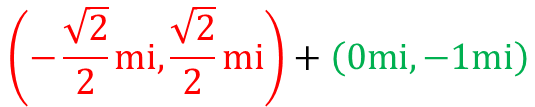 (-√2/2 mi, √2/2 mi) + (0mi, -1mi)